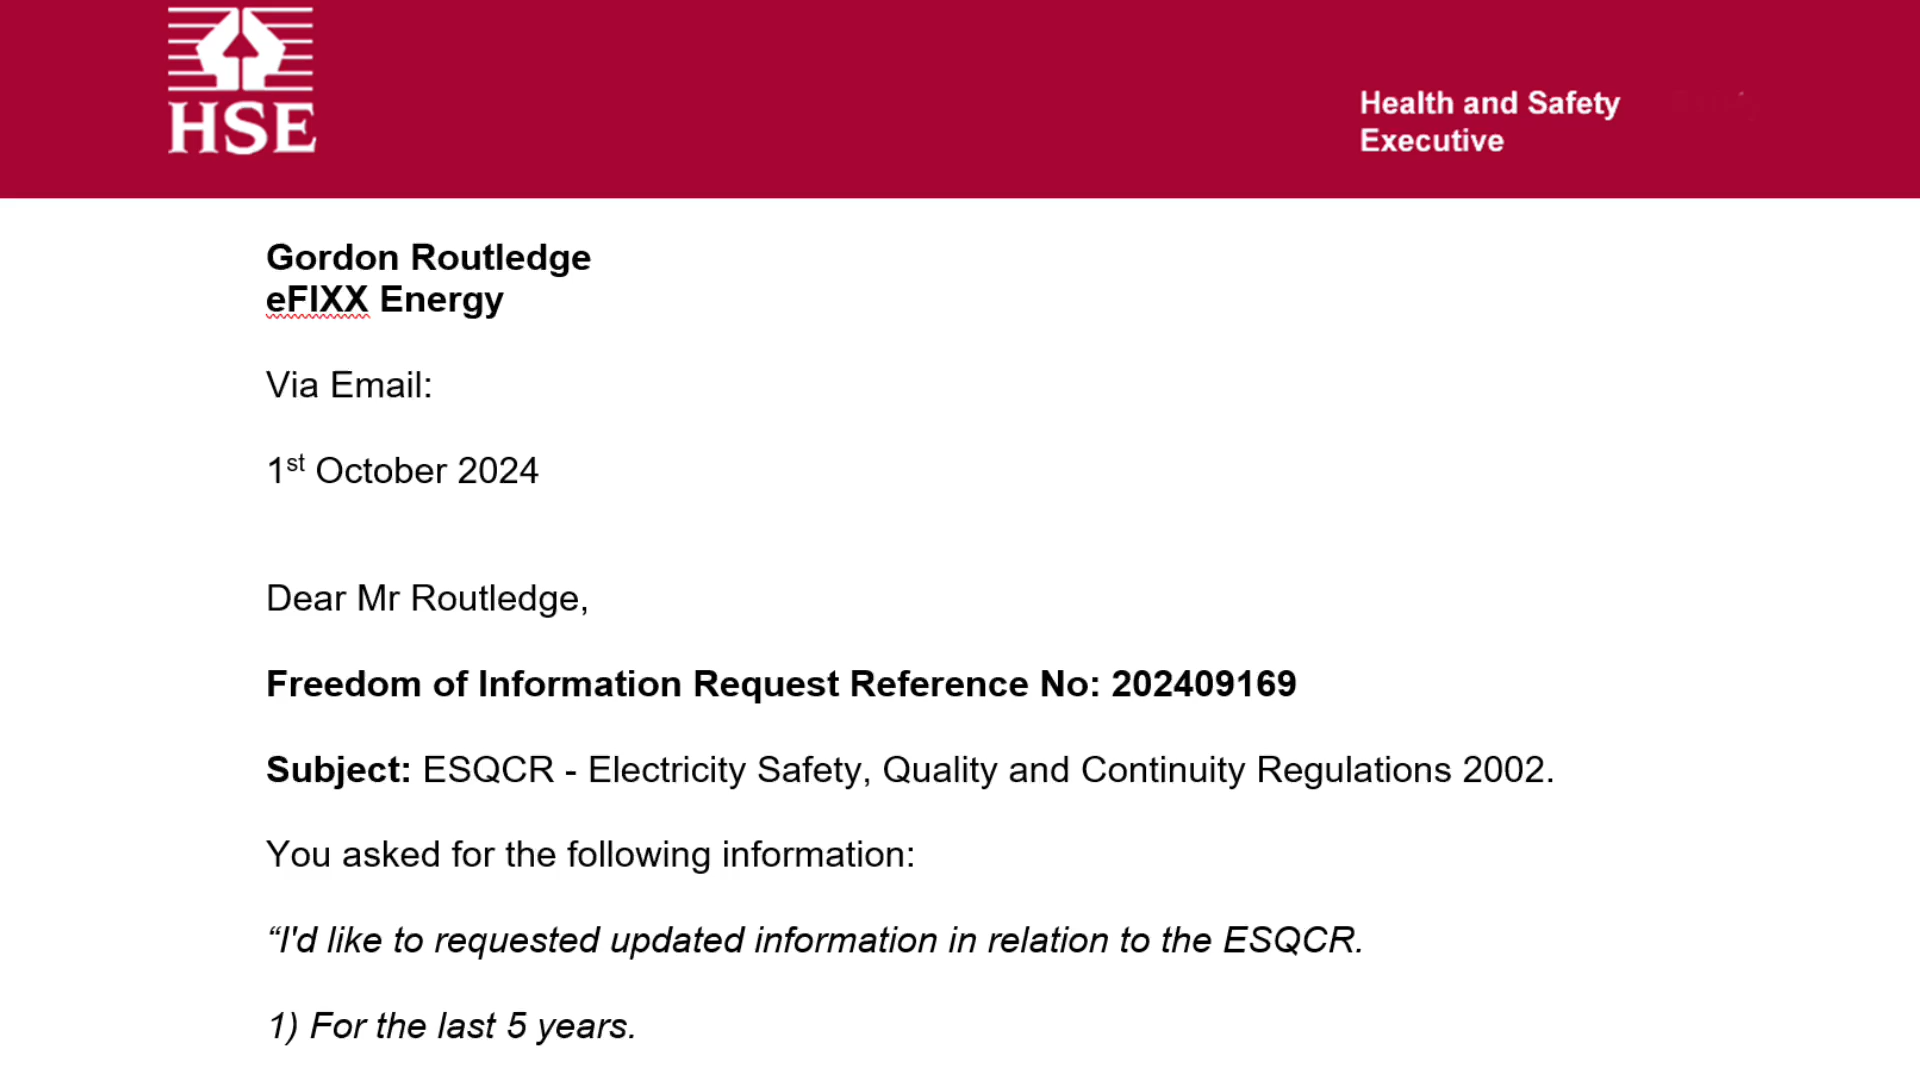 HSE
Health and Safety
Executive
Gordon Routledge
eFIXX Energy
Via Email:
1st October 2024
Dear Mr Routledge,
Freedom of Information Request Reference No: 202409169
Subject: ESQCR - Electricity Safety, Quality and Continuity Regulations 2002.
You asked for the following information:
“I'd like to requested updated information in relation to the ESQCR.
1) For the last 5 years.